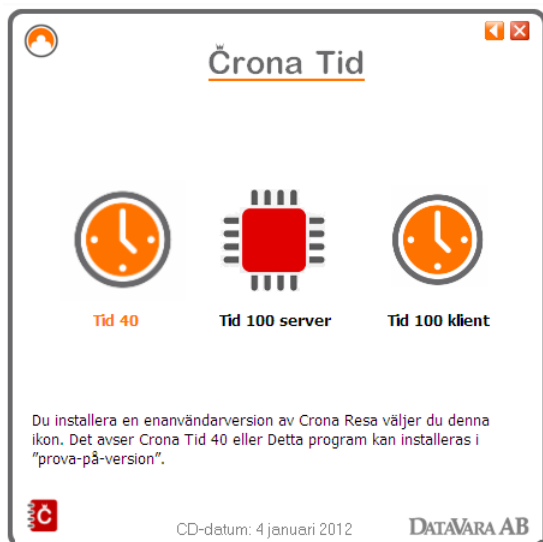 Črona Tid
Tid 40
Tid 100 server
Tid 100 klient
Du installera en enanvändarversion av Crona Resa väljer du denna
ikon. Det avser Crona Tid 40 eller Detta program kan installeras i
"prova-på-version”.
Č
CD-datum: 4 januari 2012
DATAVARA AB